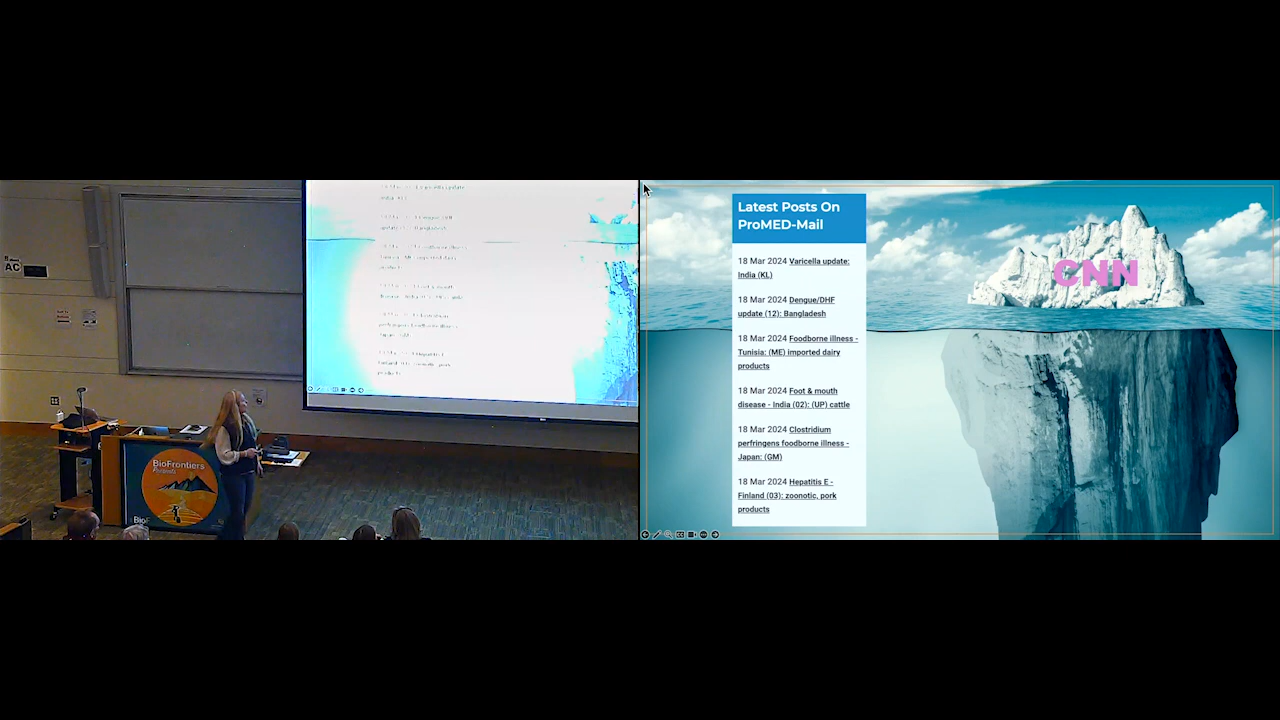 AC
BioFrontiers
BioF
Latest Posts On
ProMED-Mail
18 Mar 2024 Varicella update:
India (KL)
18 Mar 2024 Dengue/DHF
update (12): Bangladesh
18 Mar 2024 Foodborne illness -
Tunisia: (ME) imported dairy
products
18 Mar 2024 Foot & mouth
disease - India (02): (UP) cattle
18 Mar 2024 Clostridium
perfringens foodborne illness -
Japan: (GM)
18 Mar 2024 Hepatitis E -
Finland (03): zoonotic, pork
products
CNN